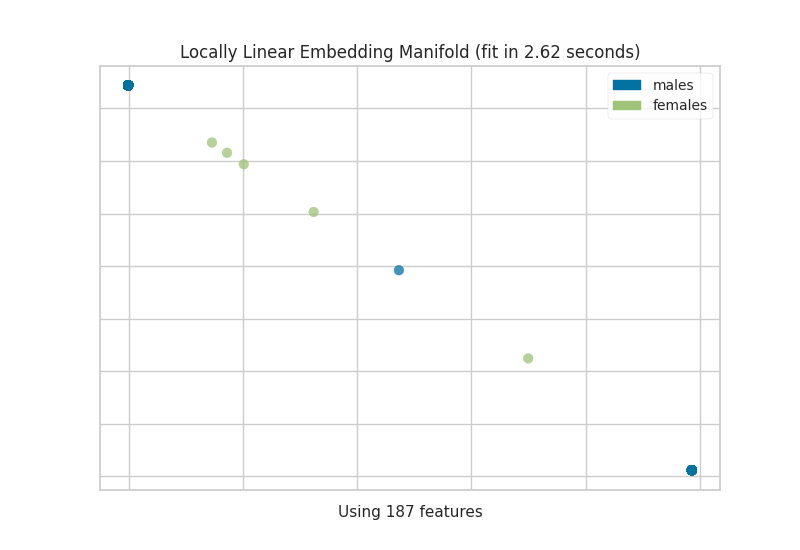 Locally Linear Embedding Manifold (fit in 2.62 seconds)
males
females
Using 187 features